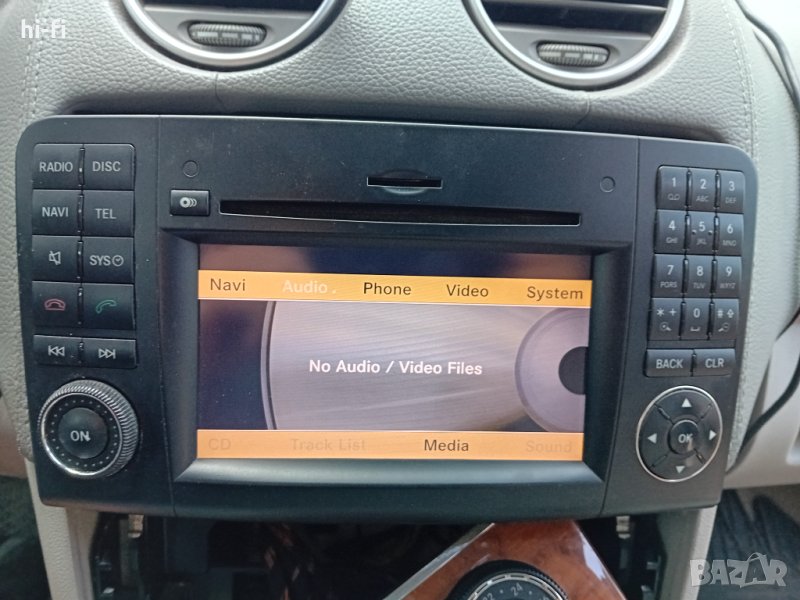 hi-fi
RADIO DISC
NAVI TEL
SYS
ON
Navi Audio Phone Video System
No Audio / Video Files
CD Track List Media Sound
1 2 ABC 3 DEF
4 GHI 5 JKL 6 MNO
7 PQRS 8 TUV 9 WXYZ
* + 0 #
BACK CLR
OK
22 24
BAZAR